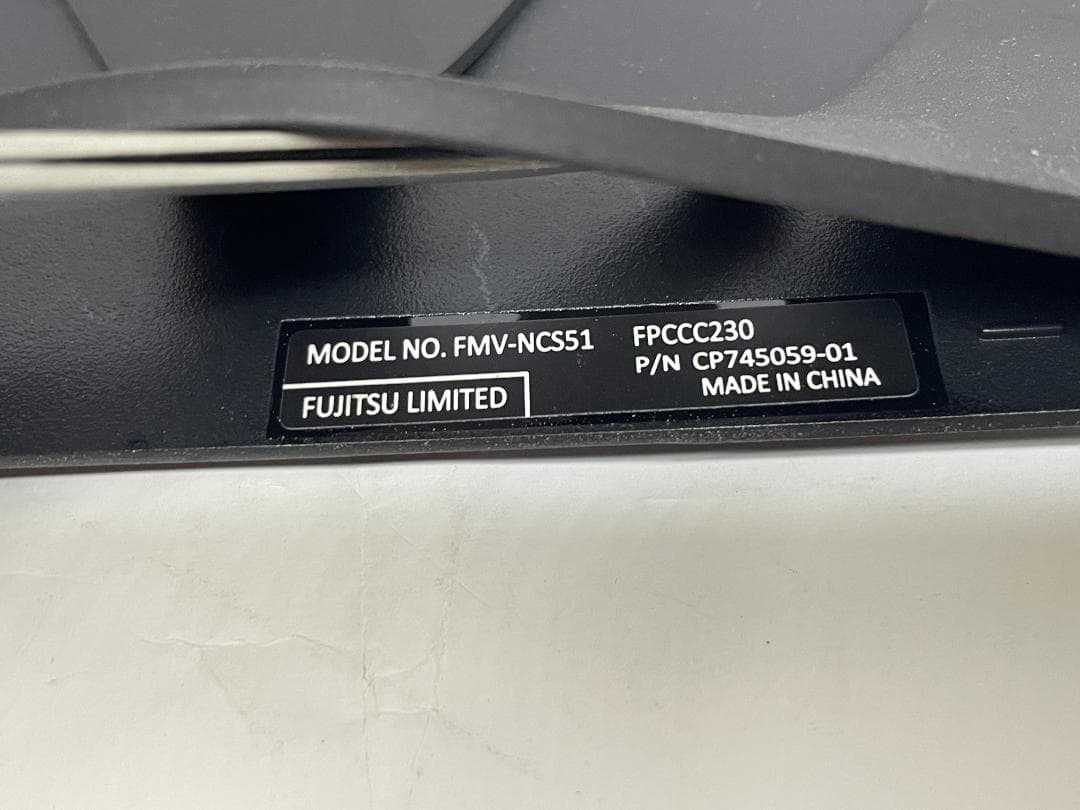 MODEL NO. FMV-NCS51
FUJITSU LIMITED
FPCCC230
P/N CP745059-01
MADE IN CHINA